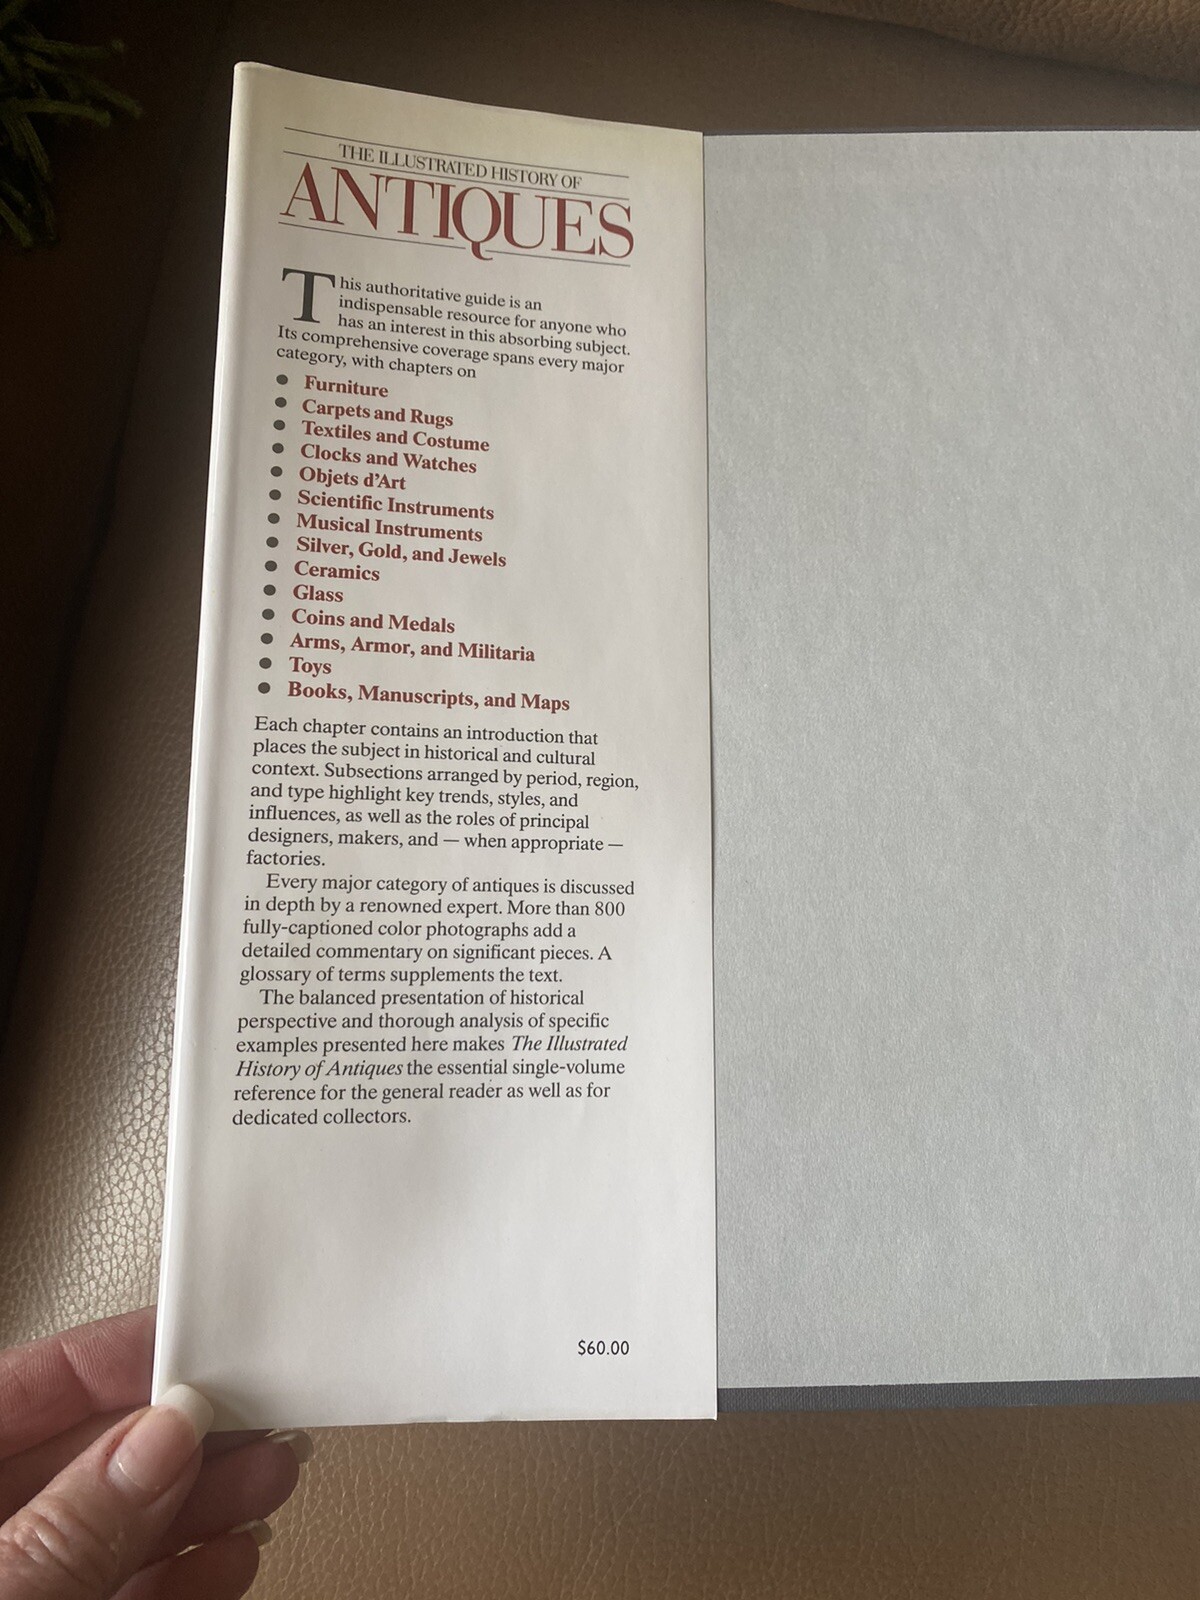 THE ILLUSTRATED HISTORY OF
ANTIQUES
This authoritative guide is an
indispensable resource for anyone who
has an interest in this absorbing subject.
Its comprehensive coverage spans every major
category, with chapters on
● Furniture
● Carpets and Rugs
● Textiles and Costume
● Clocks and Watches
● Objets d’Art
● Scientific Instruments
● Musical Instruments
● Silver, Gold, and Jewels
● Ceramics
● Glass
● Coins and Medals
● Arms, Armor, and Militaria
● Toys
● Books, Manuscripts, and Maps
Each chapter contains an introduction that
places the subject in historical and cultural
context. Subsections arranged by period, region,
and type highlight key trends, styles, and
influences, as well as the roles of principal
designers, makers, and — when appropriate —
factories.
Every major category of antiques is discussed
in depth by a renowned expert. More than 800
fully-captioned color photographs add a
detailed commentary on significant pieces. A
glossary of terms supplements the text.
The balanced presentation of historical
perspective and thorough analysis of specific
examples presented here makes The Illustrated
History of Antiques the essential single-volume
reference for the general reader as well as for
dedicated collectors.
$60.00